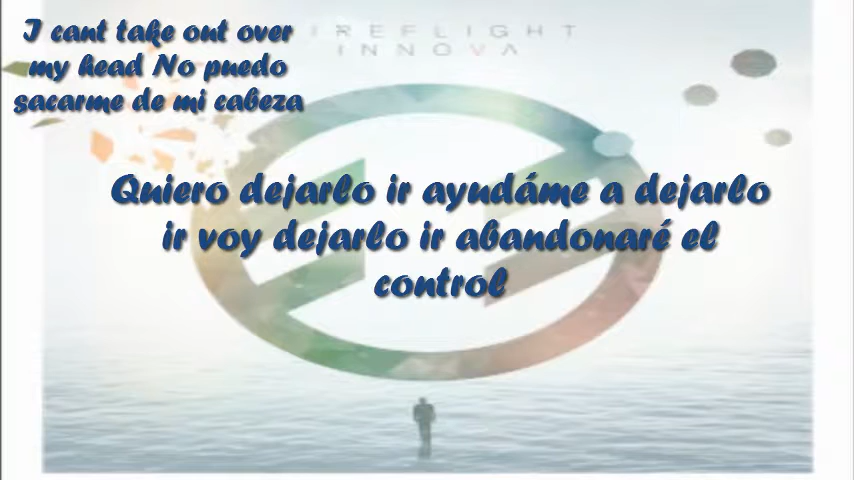 I cant take out over
my head No puedo
sacarme de mi cabeza
IREFLIGHT
INNOVA
Quiero dejarlo ir ayudáme a dejarlo
ir voy dejarlo ir abandonaré el
control